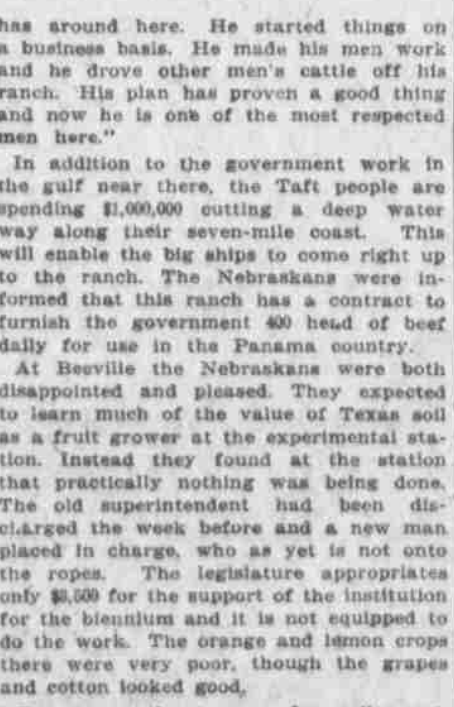 has around here. He started things on
a business basis. He made his men work
and he drove other men's cattle off his
ranch. His plan has proven a good thing
and now he is one of the most respected
men here."
In addition to the government work in
the gulf near there, the Taft people are
spending $1,000,000 cutting a deep water
way along their seven-mile coast. This
will enable the big ships to come right up
to the ranch. The Nebraskans were in-
formed that this ranch has a contract to
furnish the government 400 head of beef
daily for use in the Panama country.
At Beeville the Nebraskans were both
disappointed and pleased. They expected
to learn much of the value of Texas soil
as a fruit grower at the experimental sta-
tion. Instead they found at the station
that practically nothing was being done.
The old superintendent had been dis-
charged the week before and a new man
placed in charge, who as yet is not onto
the ropes. The legislature appropriates
only for the support of the institution
for the biennium and it is not equipped to
do the work. The orange and lemon crops
there were very poor, though the grapes
and cotton looked good.